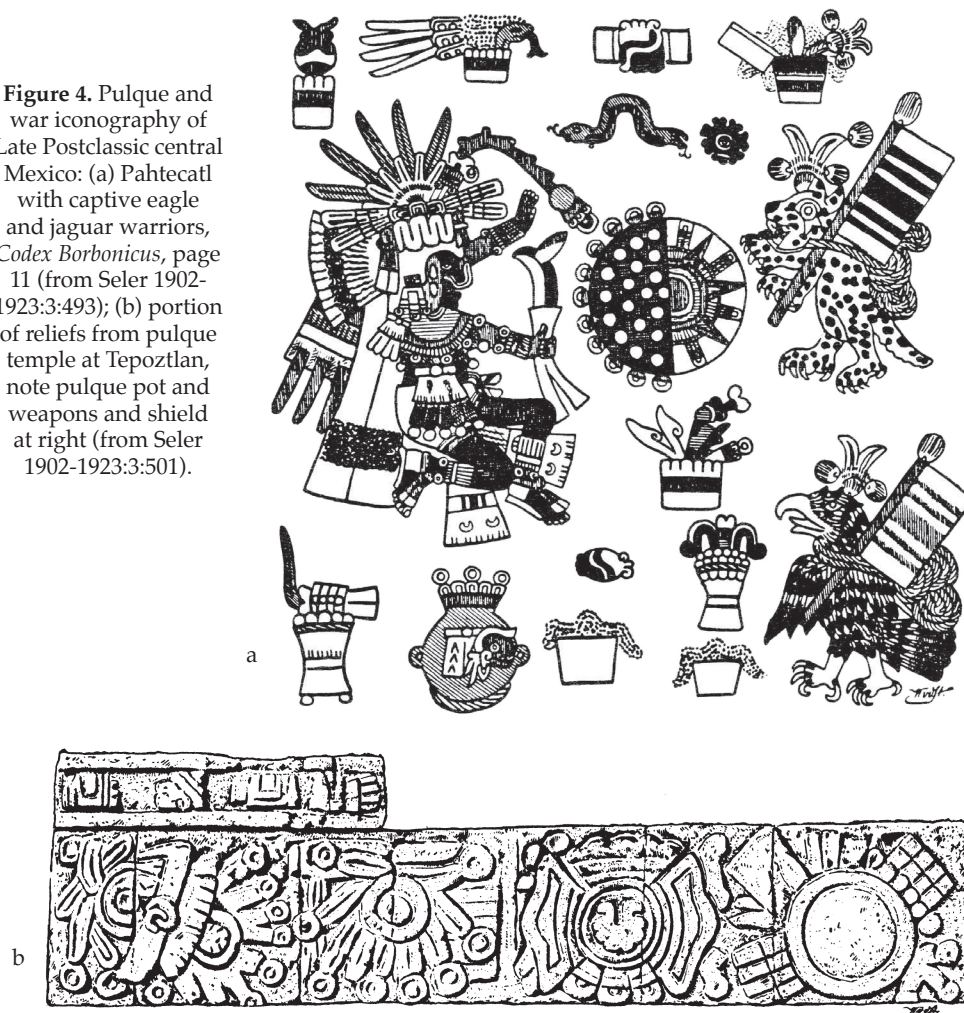 Figure 4. Pulque and
war iconography of
Late Postclassic central
Mexico: (a) Pahtecatl
with captive eagle
and jaguar warriors,
Codex Borbonicus, page
11 (from Seler 1902-
1923:3:493); (b) portion
of reliefs from pulque
temple at Tepoztlan,
note pulque pot and
weapons and shield
at right (from Seler
1902-1923:3:501).
a
b